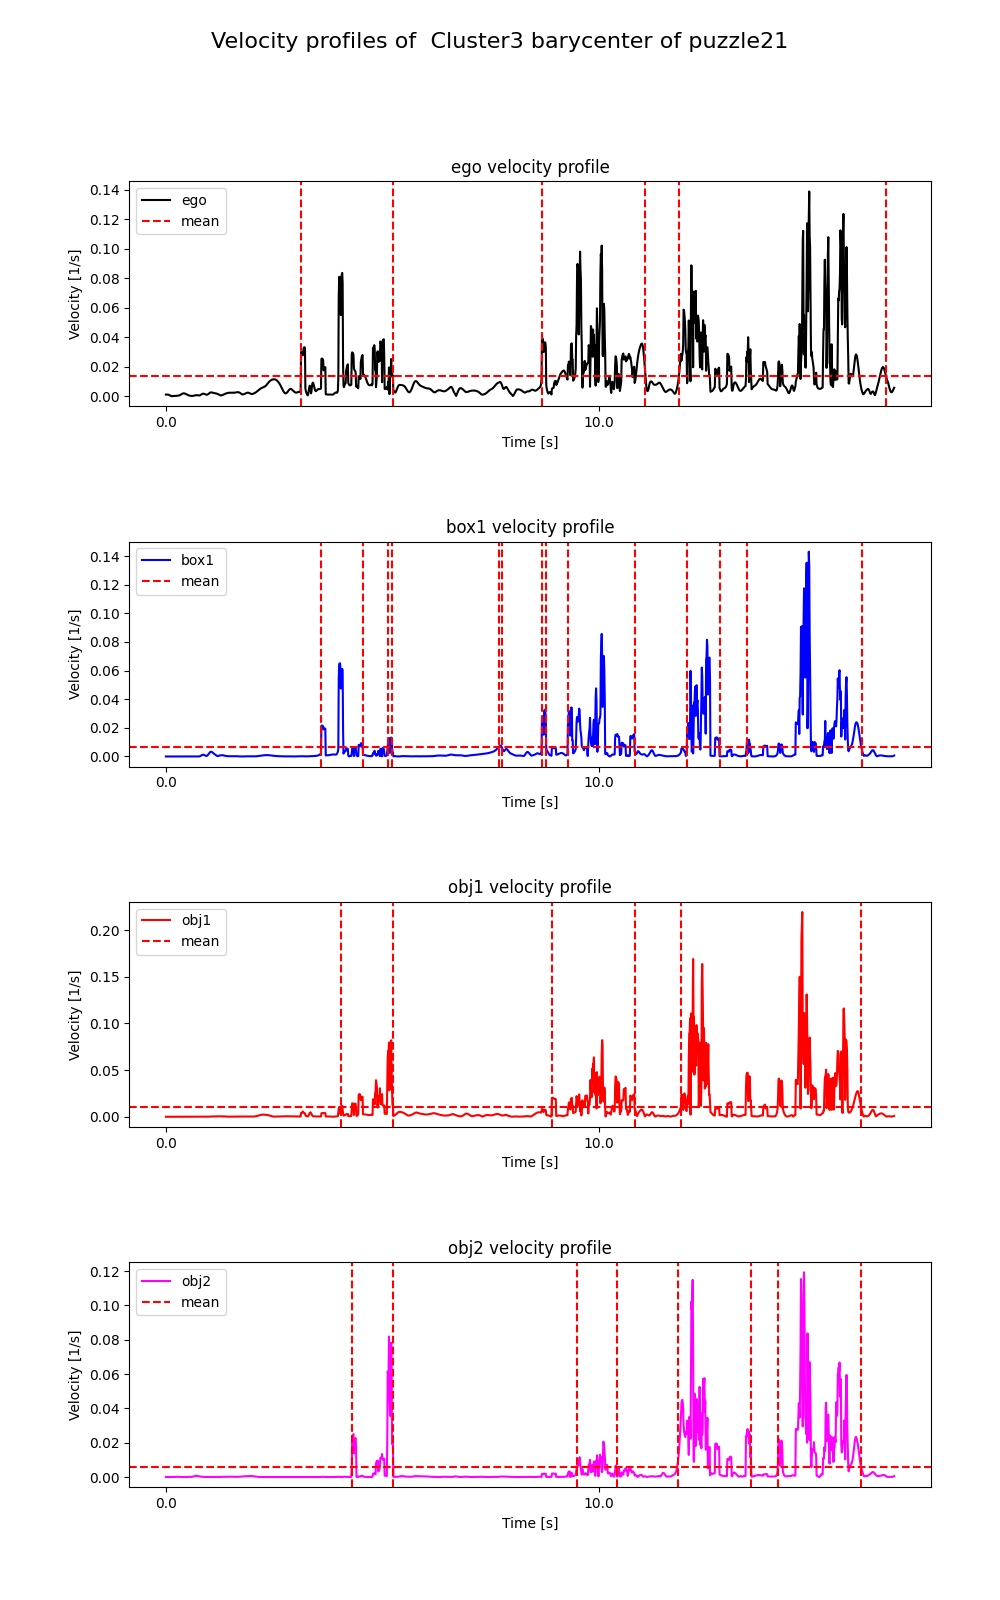 Velocity profiles of  Cluster3 barycenter of puzzle21
ego velocity profile
0.14
0.12
0.10
0.08
0.06
0.04
0.02
0.00
Velocity [1/s]
ego
mean
0.0
10.0
Time [s]
box1 velocity profile
0.14
0.12
0.10
0.08
0.06
0.04
0.02
0.00
Velocity [1/s]
box1
mean
0.0
10.0
Time [s]
obj1 velocity profile
0.20
0.15
0.10
0.05
0.00
Velocity [1/s]
obj1
mean
0.0
10.0
Time [s]
obj2 velocity profile
0.12
0.10
0.08
0.06
0.04
0.02
0.00
Velocity [1/s]
obj2
mean
0.0
10.0
Time [s]